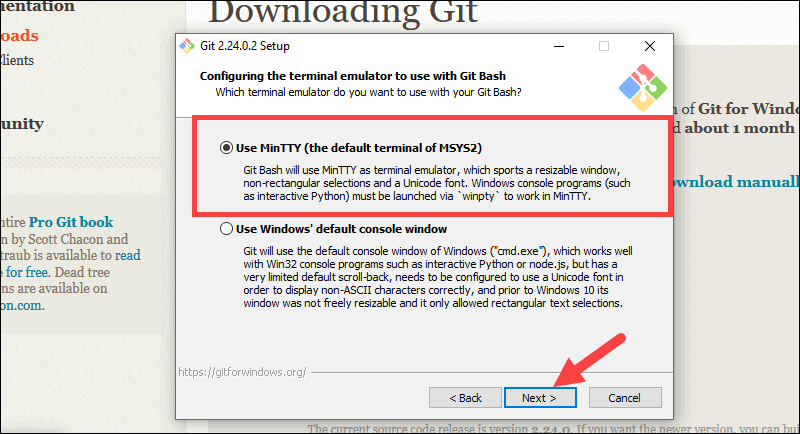 Downloading Git
mentation
oads
Clients
unity
ntire Pro Git book
n by Scott Chacon and
traub is available to read
e for free. Dead tree
ns are available on
on.com.
Git 2.24.0.2 Setup
Configuring the terminal emulator to use with Git Bash
Which terminal emulator do you want to use with your Git Bash?
Use MinTTY (the default terminal of MSYS2)
Git Bash will use MinTTY as terminal emulator, which sports a resizable window,
non-rectangular selections and a Unicode font. Windows console programs (such
as interactive Python) must be launched via `winpty` to work in MinTTY.
Use Windows' default console window
Git will use the default console window of Windows ("cmd.exe"), which works well
with Win32 console programs such as interactive Python or node.js, but has a
very limited default scroll-back, needs to be configured to use a Unicode font in
order to display non-ASCII characters correctly, and prior to Windows 10 its
window was not freely resizable and it only allowed rectangular text selections.
https://gitforwindows.org/
< Back
Next >
Cancel
n of Git for Windo
d about 1 month
ownload manuall
The current source code release is version 2.24.0. If you want the newer version, you can bui